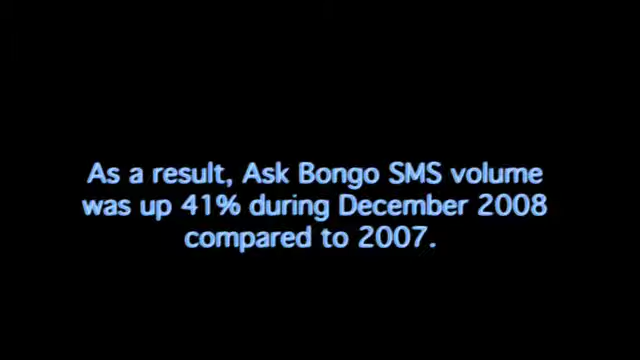 As a result, Ask Bongo SMS volume
was up 41% during December 2008
compared to 2007.